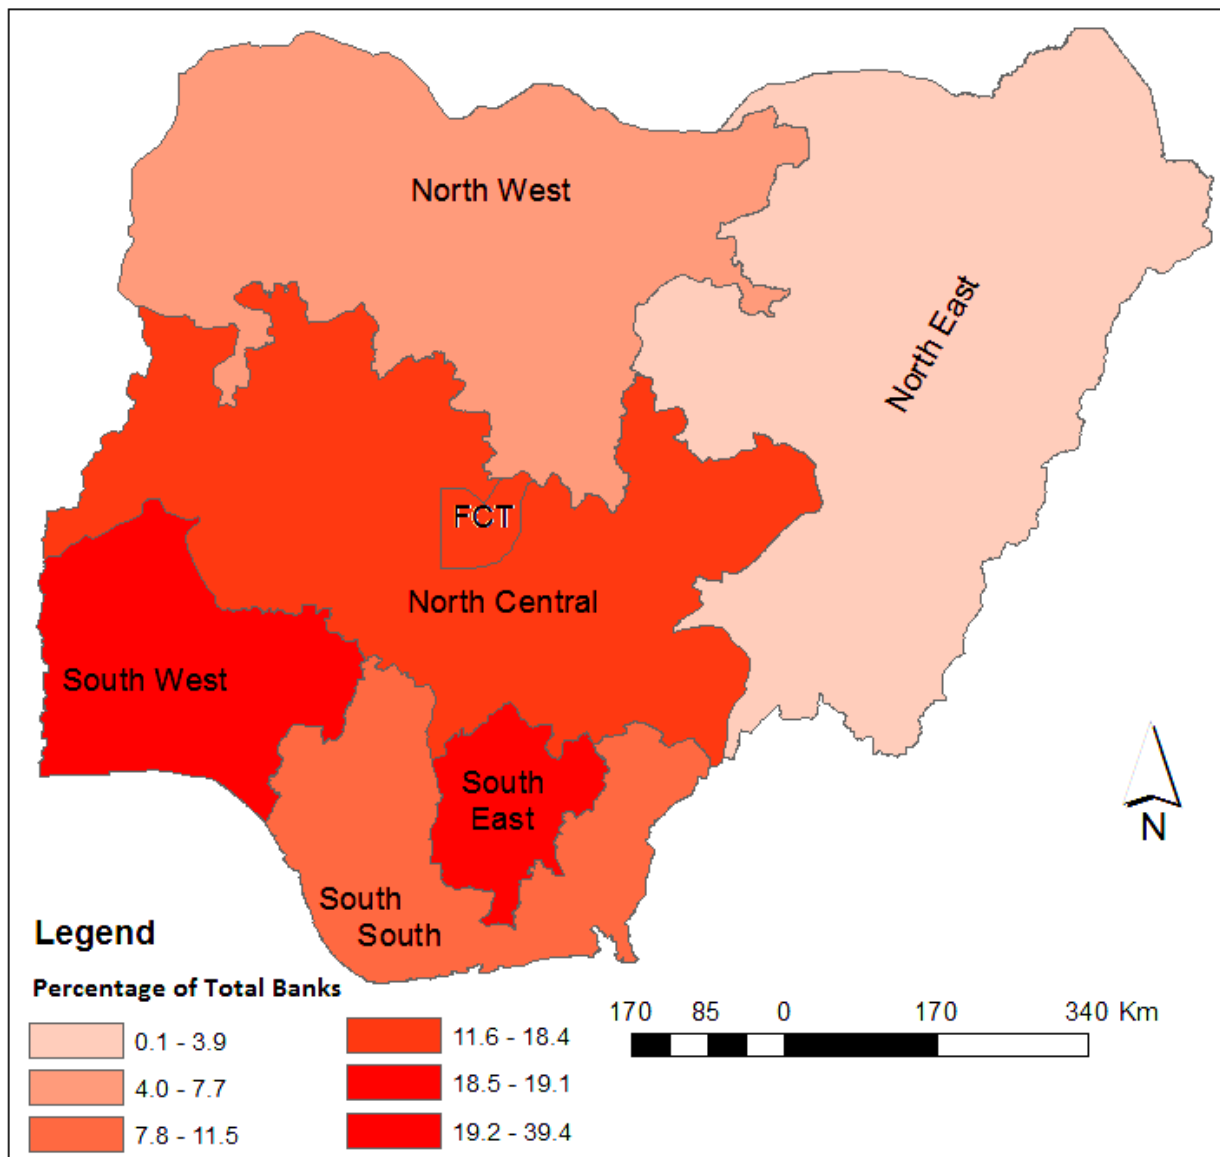 North West
North East
FCT
North Central
South West
South
East
South
South
N
Legend
Percentage of Total Banks
0.1 - 3.9
4.0 - 7.7
7.8 - 11.5
11.6 - 18.4
18.5 - 19.1
19.2 - 39.4
170 85 0 170 340 Km